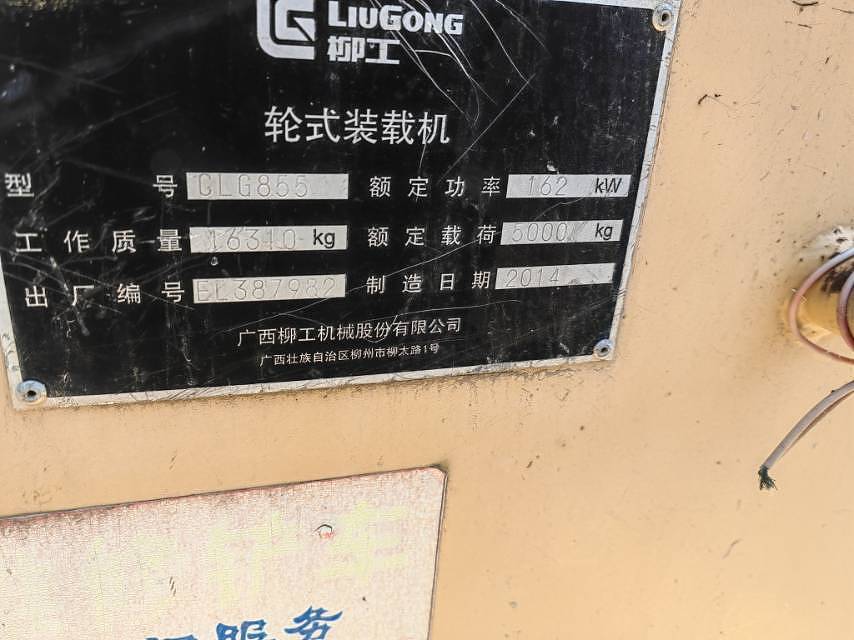 LIUGONG
柳工
轮式装载机
型 号 CLG855 额定功率 162 kW
工作质量 16310 kg 额定载荷 5000 kg
出厂编号 EL387982 制造日期 2014
广西柳工机械股份有限公司
广西壮族自治区柳州市柳太路1号
服务